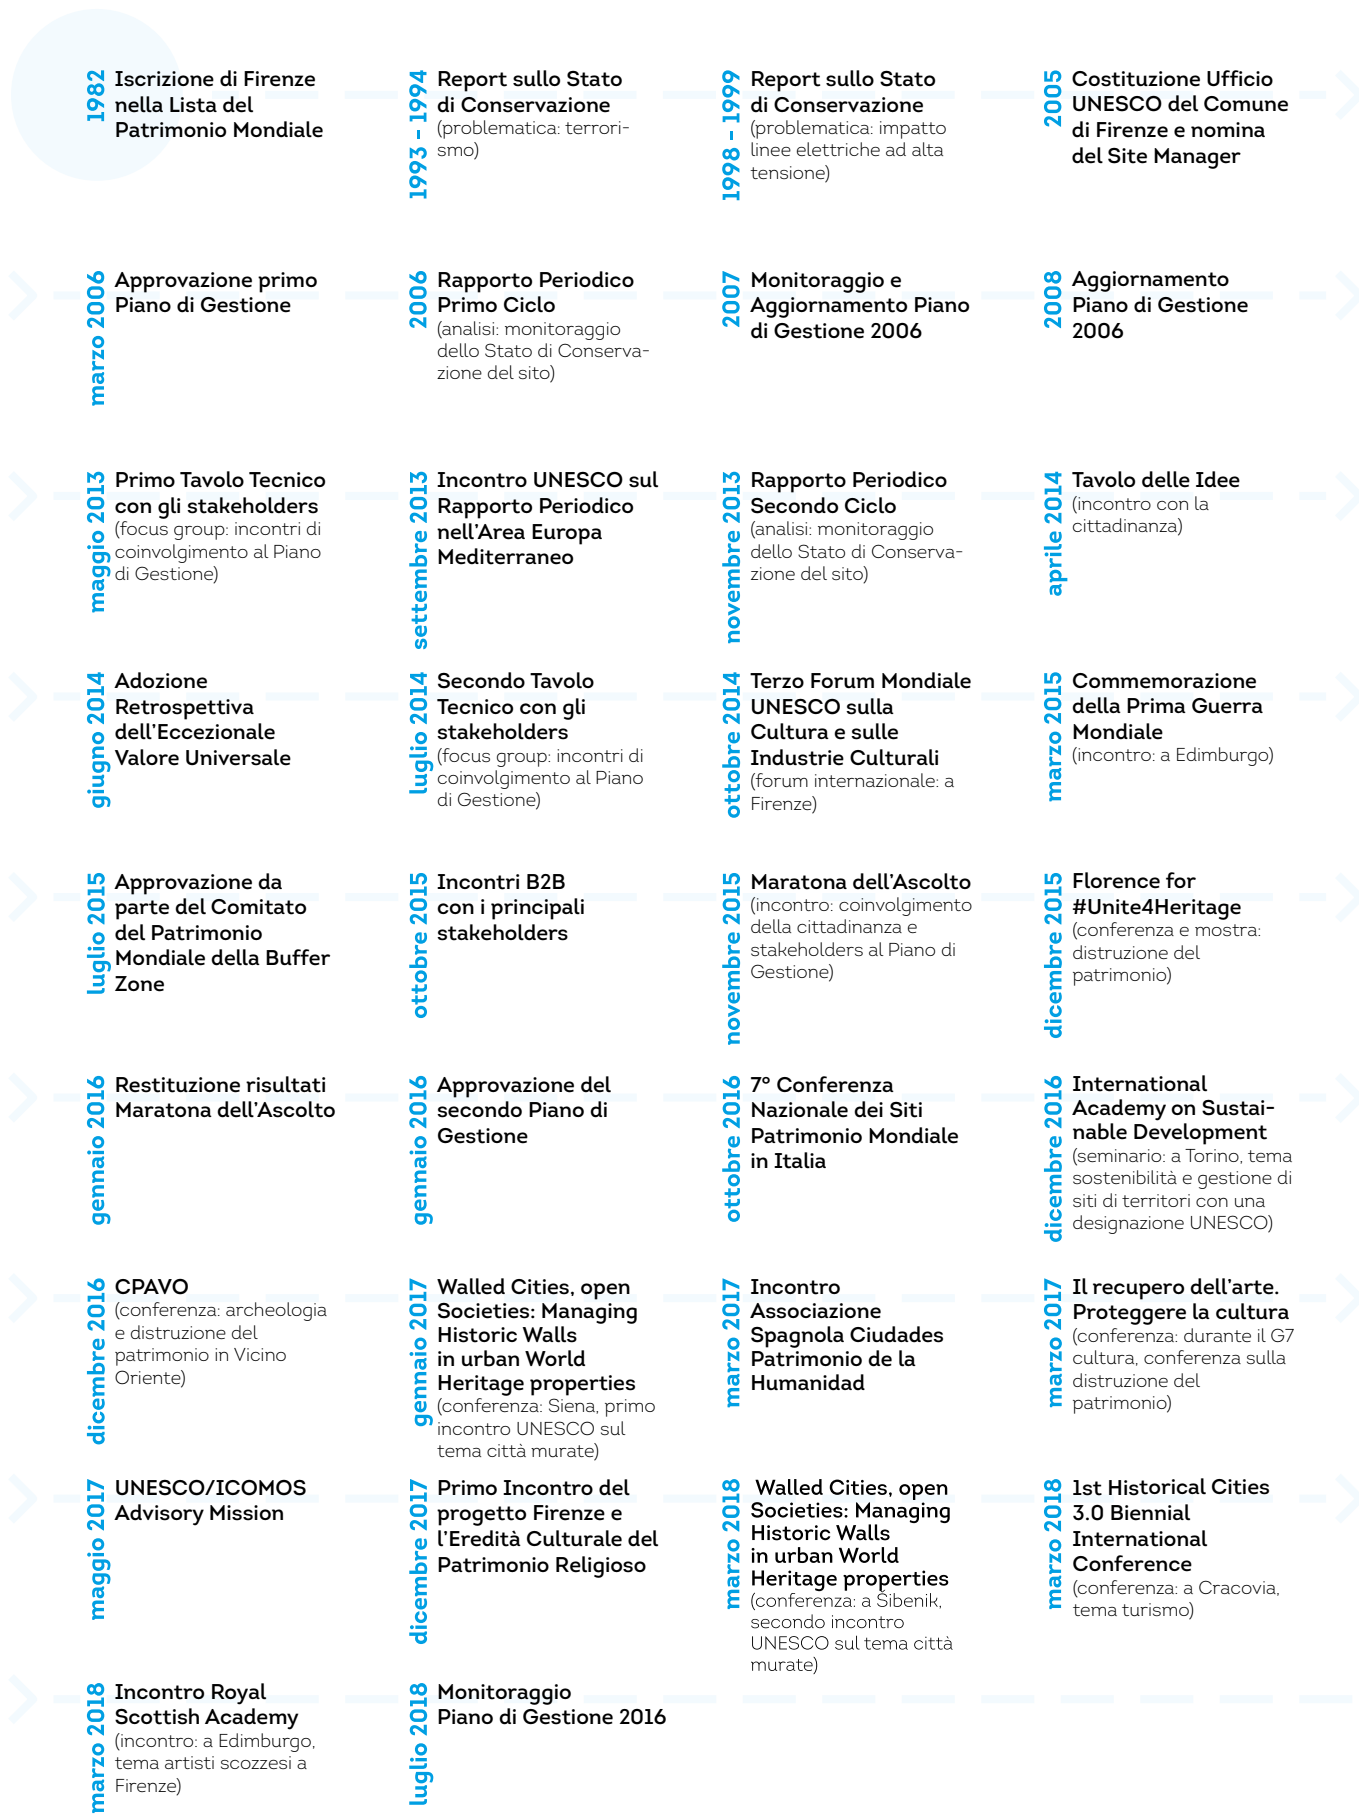 1982
Iscrizione di Firenze
nella Lista del
Patrimonio Mondiale
1993 - 1994
Report sullo Stato
di Conservazione
(problematica: terrori-
smo)
1998 - 1999
Report sullo Stato
di Conservazione
(problematica: impatto
linee elettriche ad alta
tensione)
2005
Costituzione Ufficio
UNESCO del Comune
di Firenze e nomina
del Site Manager
marzo 2006
Approvazione primo
Piano di Gestione
2006
Rapporto Periodico
Primo Ciclo
(analisi: monitoraggio
dello Stato di Conserva-
zione del sito)
2007
Monitoraggio e
Aggiornamento Piano
di Gestione 2006
2008
Aggiornamento
Piano di Gestione
2006
maggio 2013
Primo Tavolo Tecnico
con gli stakeholders
(focus group: incontri di
coinvolgimento al Piano
di Gestione)
settembre 2013
Incontro UNESCO sul
Rapporto Periodico
nell'Area Europa
Mediterraneo
novembre 2013
Rapporto Periodico
Secondo Ciclo
(analisi: monitoraggio
dello Stato di Conserva-
zione del sito)
aprile 2014
Tavolo delle Idee
(incontro con la
cittadinanza)
giugno 2014
Adozione
Retrospettiva
dell'Eccezionale
Valore Universale
luglio 2014
Secondo Tavolo
Tecnico con gli
stakeholders
(focus group: incontri di
coinvolgimento al Piano
di Gestione)
ottobre 2014
Terzo Forum Mondiale
UNESCO sulla
Cultura e sulle
Industrie Culturali
(forum internazionale: a
Firenze)
marzo 2015
Commemorazione
della Prima Guerra
Mondiale
(incontro: a Edimburgo)
luglio 2015
Approvazione da
parte del Comitato
del Patrimonio
Mondiale della Buffer
Zone
ottobre 2015
Incontri B2B
con i principali
stakeholders
novembre 2015
Maratona dell'Ascolto
(incontro: coinvolgimento
della cittadinanza e
stakeholders al Piano di
Gestione)
dicembre 2015
Florence for
#Unite4Heritage
(conferenza e mostra:
distruzione del
patrimonio)
gennaio 2016
Restituzione risultati
Maratona dell'Ascolto
gennaio 2016
Approvazione del
secondo Piano di
Gestione
ottobre 2016
7° Conferenza
Nazionale dei Siti
Patrimonio Mondiale
in Italia
dicembre 2016
International
Academy on Sustai-
nable Development
(seminario: a Torino, tema
sostenibilità e gestione di
siti di territori con una
designazione UNESCO)
dicembre 2016
CPAVO
(conferenza: archeologia
e distruzione del
patrimonio in Vicino
Oriente)
gennaio 2017
Walled Cities, open
Societies: Managing
Historic Walls
in urban World
Heritage properties
(conferenza: Siena, primo
incontro UNESCO sul
tema città murate)
marzo 2017
Incontro
Associazione
Spagnola Ciudades
Patrimonio de la
Humanidad
marzo 2017
Il recupero dell'arte.
Proteggere la cultura
(conferenza: durante il G7
cultura, conferenza sulla
distruzione del
patrimonio)
maggio 2017
UNESCO/ICOMOS
Advisory Mission
dicembre 2017
Primo Incontro del
progetto Firenze e
l'Eredità Culturale del
Patrimonio Religioso
marzo 2018
Walled Cities, open
Societies: Managing
Historic Walls
in urban World
Heritage properties
(conferenza: a Šibenik,
secondo incontro
UNESCO sul tema città
murate)
marzo 2018
1st Historical Cities
3.0 Biennial
International
Conference
(conferenza: a Cracovia,
tema turismo)
marzo 2018
Incontro Royal
Scottish Academy
(incontro: a Edimburgo,
tema artisti scozzesi a
Firenze)
luglio 2018
Monitoraggio
Piano di Gestione 2016